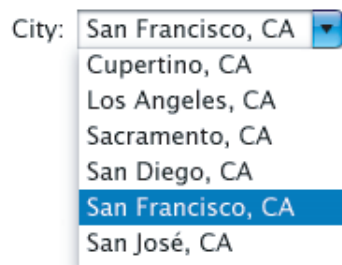 City: San Francisco, CA
Cupertino, CA
Los Angeles, CA
Sacramento, CA
San Diego, CA
San Francisco, CA
San José, CA